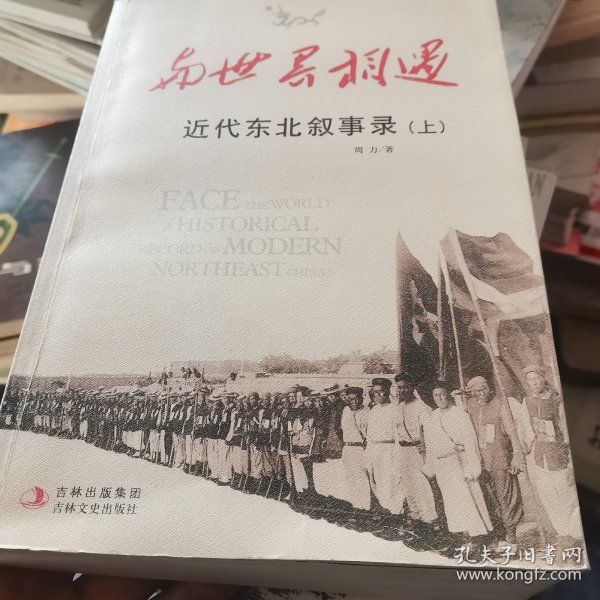 与世界相遇
近代东北叙事录（上）
周 力/著
FACE THE WORLD
A HISTORICAL
RECORD OF MODERN
NORTHEAST CHINA
吉林出版集团
吉林文史出版社
孔夫子旧书网
www.kongfz.com